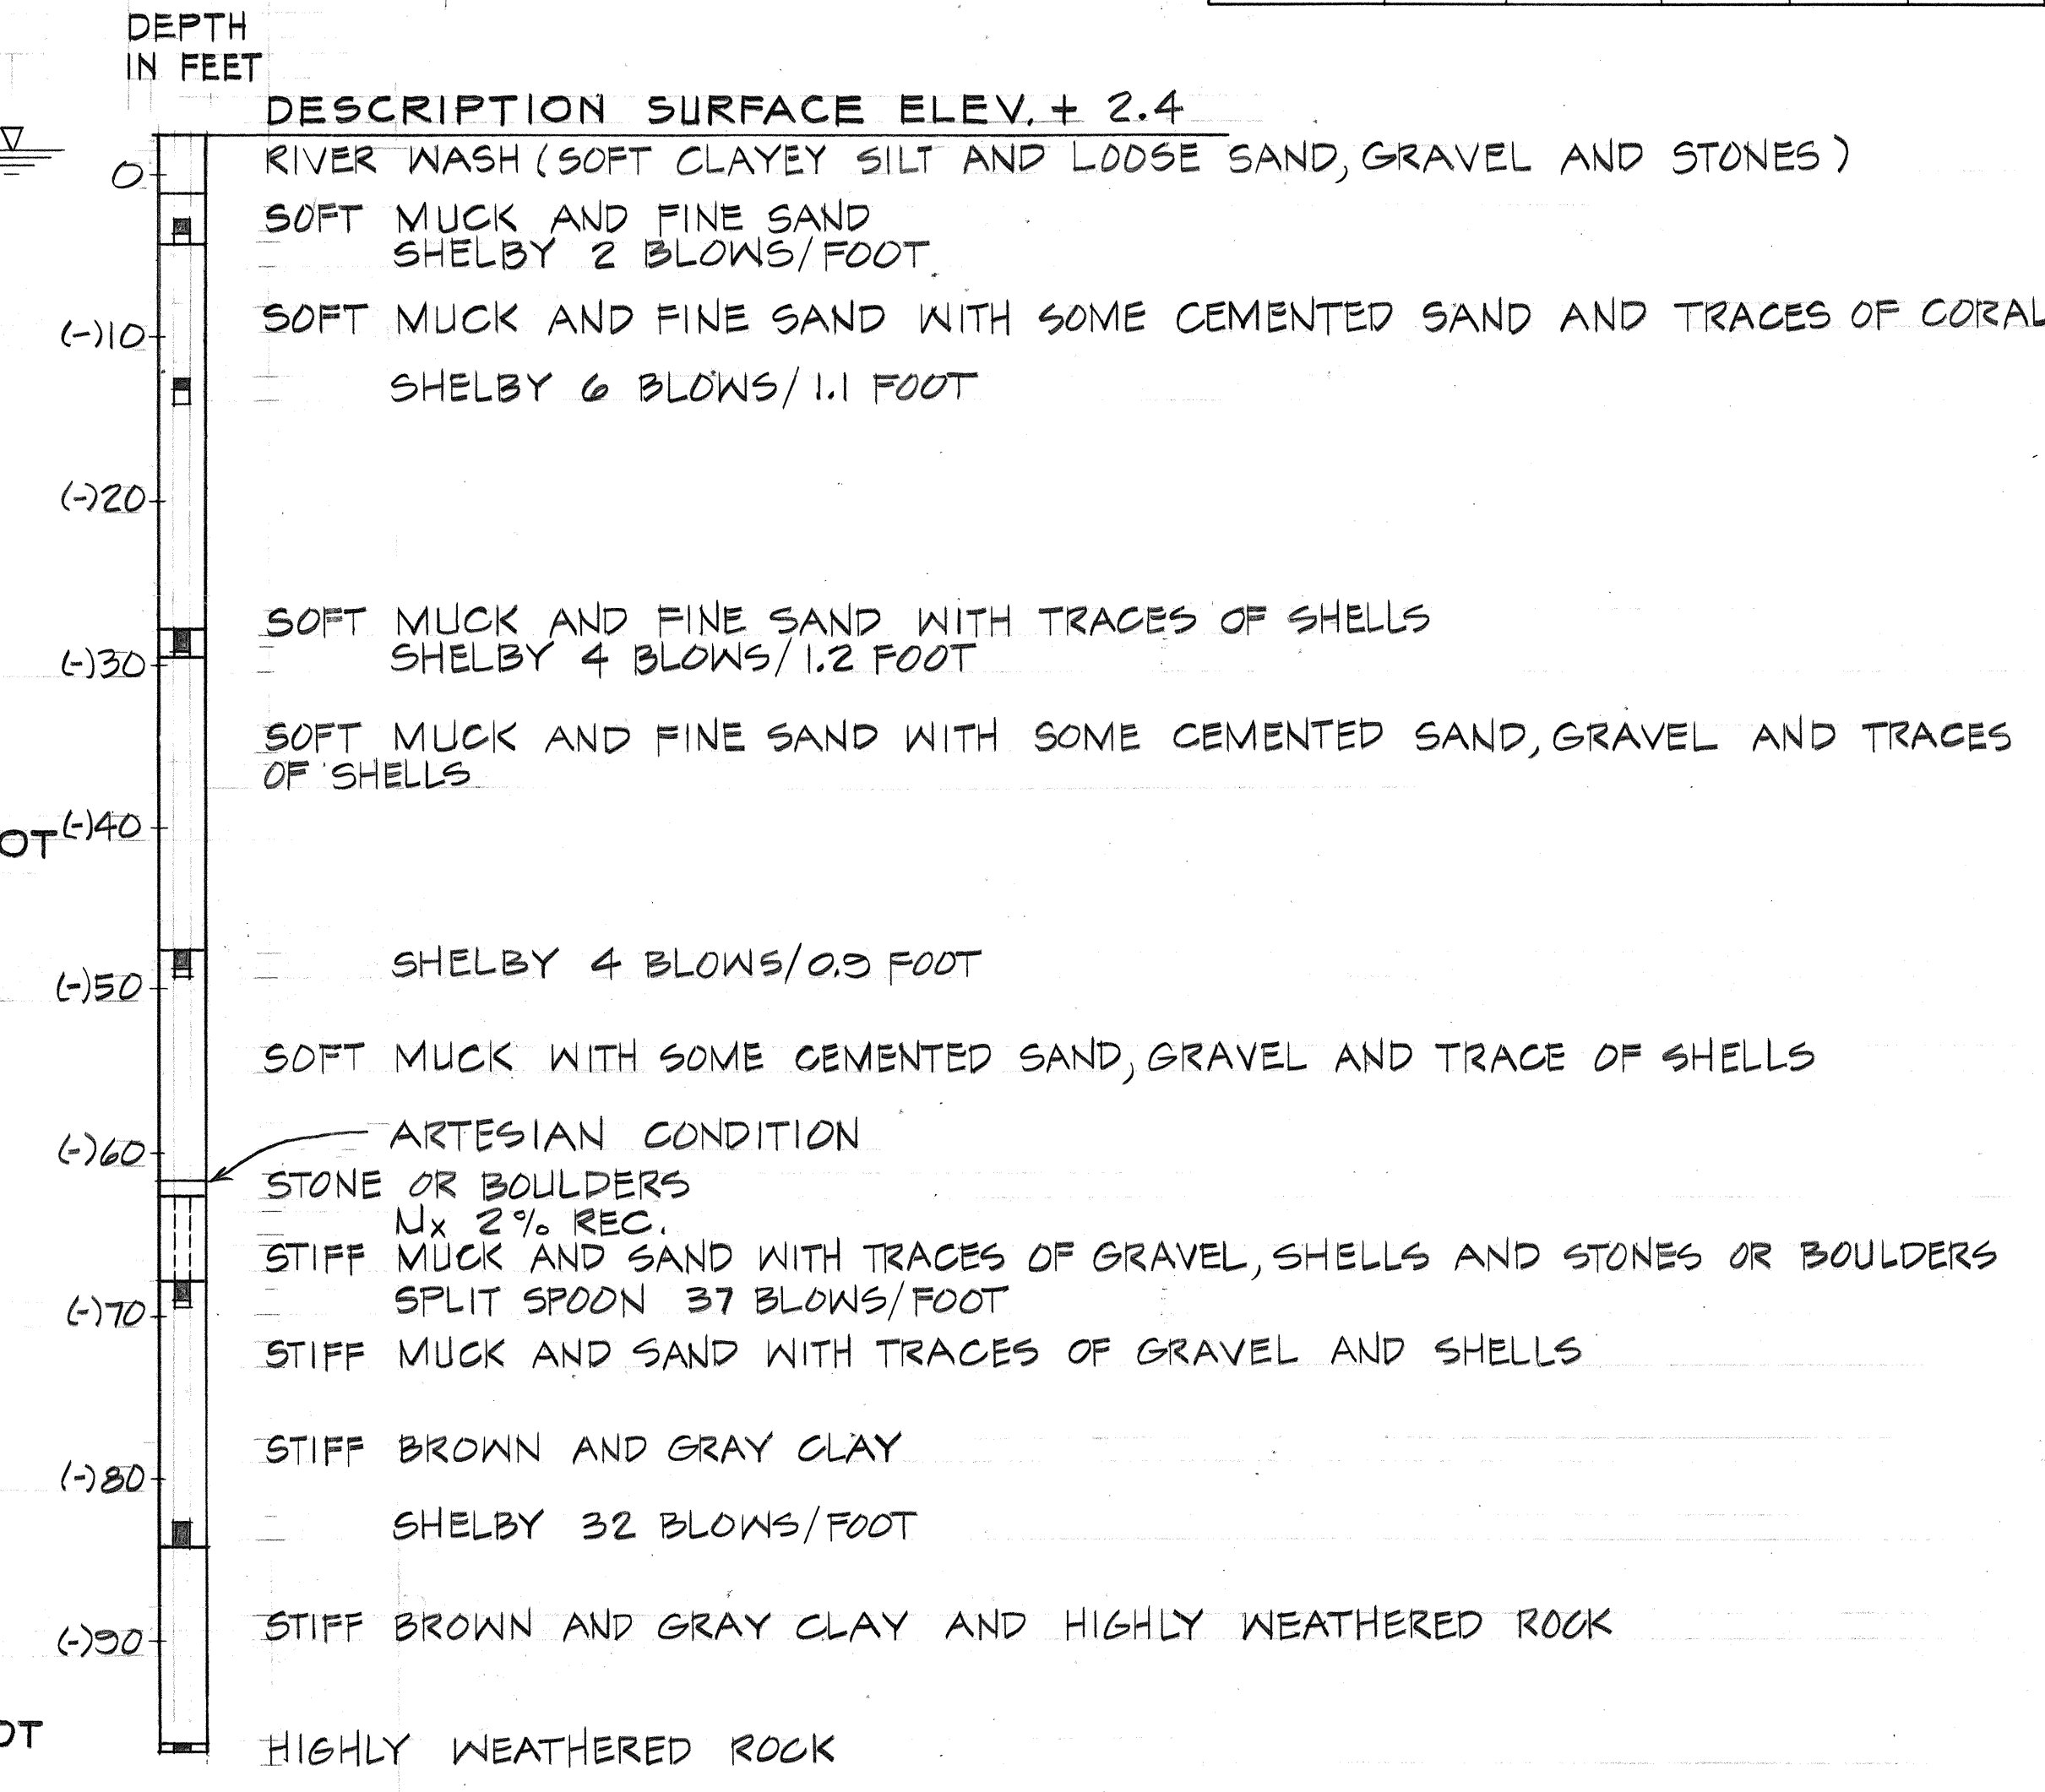 DEPTH
IN FEET
DESCRIPTION SURFACE ELEV. + 2.4
RIVER WASH (SOFT CLAYEY SILT AND LOOSE SAND, GRAVEL AND STONES)
0
SOFT MUCK AND FINE SAND
SHELBY 2 BLOWS/FOOT
SOFT MUCK AND FINE SAND WITH SOME CEMENTED SAND AND TRACES OF CORAL
(-)10
SHELBY 6 BLOWS/1.1 FOOT
(-)20
SOFT MUCK AND FINE SAND WITH TRACES OF SHELLS
SHELBY 4 BLOWS/1.2 FOOT
(-)30
SOFT MUCK AND FINE SAND WITH SOME CEMENTED SAND, GRAVEL AND TRACES
OF SHELLS
(-)40
OT
SHELBY 4 BLOWS/0.9 FOOT
(-)50
SOFT MUCK WITH SOME CEMENTED SAND, GRAVEL AND TRACE OF SHELLS
ARTESIAN CONDITION
(-)60
STONE OR BOULDERS
Nx 2% REC.
STIFF MUCK AND SAND WITH TRACES OF GRAVEL, SHELLS AND STONES OR BOULDERS
SPLIT SPOON 37 BLOWS/FOOT
(-)70
STIFF MUCK AND SAND WITH TRACES OF GRAVEL AND SHELLS
STIFF BROWN AND GRAY CLAY
(-)80
SHELBY 32 BLOWS/FOOT
STIFF BROWN AND GRAY CLAY AND HIGHLY WEATHERED ROCK
(-)90
OT
HIGHLY WEATHERED ROCK